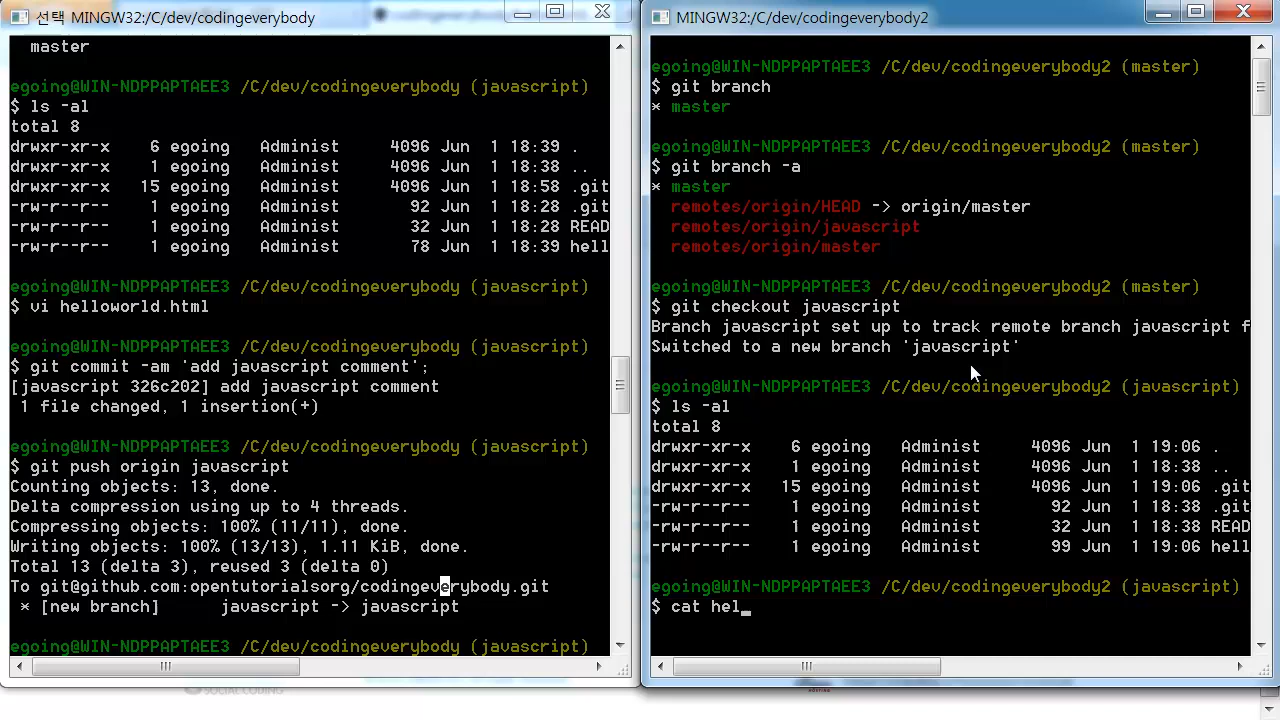 선택 MINGW32:/C/dev/codingeverybody
master
egoing@WIN-NDPPAPTAEE3 /C/dev/codingeverybody (javascript)
$ ls -al
total 8
drwxr-xr-x 6 egoing Administ 4096 Jun 1 18:39 .
drwxr-xr-x 1 egoing Administ 4096 Jun 1 18:38 ..
drwxr-xr-x 15 egoing Administ 4096 Jun 1 18:58 .git
-rw-r--r-- 1 egoing Administ 92 Jun 1 18:28 .git
-rw-r--r-- 1 egoing Administ 32 Jun 1 18:28 READ
-rw-r--r-- 1 egoing Administ 78 Jun 1 18:39 hell
egoing@WIN-NDPPAPTAEE3 /C/dev/codingeverybody (javascript)
$ vi helloworld.html
egoing@WIN-NDPPAPTAEE3 /C/dev/codingeverybody (javascript)
$ git commit -am 'add javascript comment';
[javascript 326c202] add javascript comment
1 file changed, 1 insertion(+)
egoing@WIN-NDPPAPTAEE3 /C/dev/codingeverybody (javascript)
$ git push origin javascript
Counting objects: 13, done.
Delta compression using up to 4 threads.
Compressing objects: 100% (11/11), done.
Writing objects: 100% (13/13), 1.11 KiB, done.
Total 13 (delta 3), reused 3 (delta 0)
To git@github.com:opentutorialsorg/codingeverybody.git
* [new branch] javascript -> javascript
egoing@WIN-NDPPAPTAEE3 /C/dev/codingeverybody (javascript)
MINGW32:/C/dev/codingeverybody2
egoing@WIN-NDPPAPTAEE3 /C/dev/codingeverybody2 (master)
$ git branch
* master
egoing@WIN-NDPPAPTAEE3 /C/dev/codingeverybody2 (master)
$ git branch -a
* master
remotes/origin/HEAD -> origin/master
remotes/origin/javascript
remotes/origin/master
egoing@WIN-NDPPAPTAEE3 /C/dev/codingeverybody2 (master)
$ git checkout javascript
Branch javascript set up to track remote branch javascript f
Switched to a new branch 'javascript'
egoing@WIN-NDPPAPTAEE3 /C/dev/codingeverybody2 (javascript)
$ ls -al
total 8
drwxr-xr-x 6 egoing Administ 4096 Jun 1 19:06 .
drwxr-xr-x 1 egoing Administ 4096 Jun 1 18:38 ..
drwxr-xr-x 15 egoing Administ 4096 Jun 1 19:06 .git
-rw-r--r-- 1 egoing Administ 92 Jun 1 18:38 .git
-rw-r--r-- 1 egoing Administ 32 Jun 1 18:38 READ
-rw-r--r-- 1 egoing Administ 99 Jun 1 19:06 hell
egoing@WIN-NDPPAPTAEE3 /C/dev/codingeverybody2 (javascript)
$ cat hel_